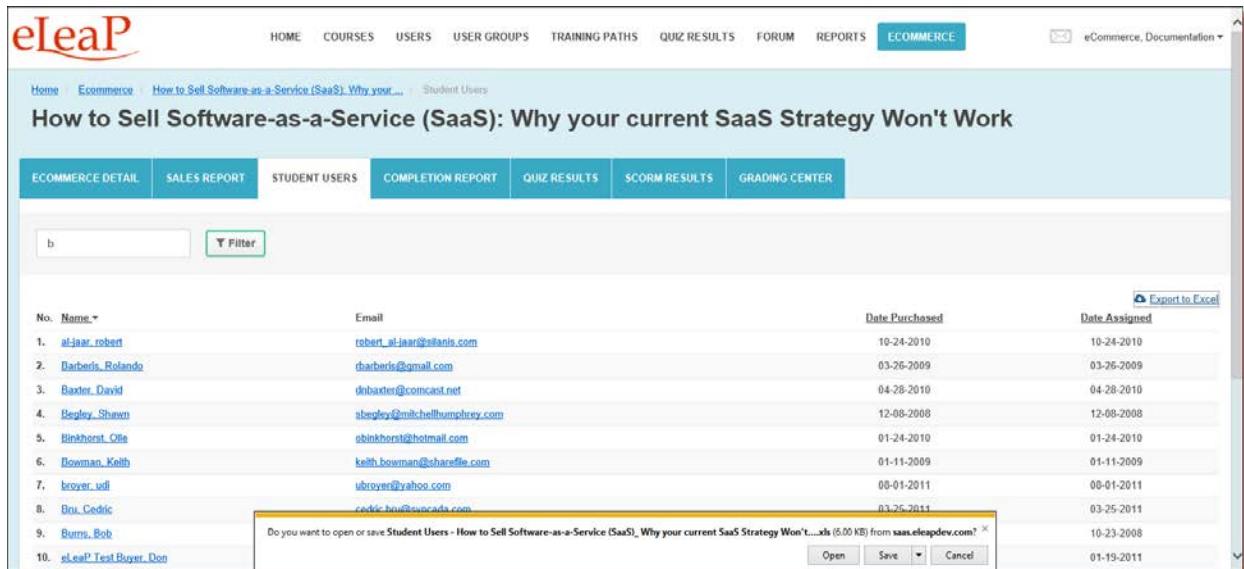 eLeaP
HOME COURSES USERS USER GROUPS TRAINING PATHS QUIZ RESULTS FORUM REPORTS ECOMMERCE eCommerce, Documentation
Home Ecommerce How to Sell Software-as-a-Service (SaaS): Why your ... Student Users
How to Sell Software-as-a-Service (SaaS): Why your current SaaS Strategy Won't Work
ECOMMERCE DETAIL SALES REPORT STUDENT USERS COMPLETION REPORT QUIZ RESULTS SCORM RESULTS GRADING CENTER
b Filter
Export to Excel
No. Name Email Date Purchased Date Assigned
1. al-jaar, robert robert_al-jaar@silanis.com 10-24-2010 10-24-2010
2. Barberis, Rolando rbarberis@gmail.com 03-26-2009 03-26-2009
3. Baxter, David dnbaxter@comcast.net 04-28-2010 04-28-2010
4. Begley, Shawn sbegley@mitchellhumphrey.com 12-08-2008 12-08-2008
5. Binkhorst, Olle obinkhorst@hotmail.com 01-24-2010 01-24-2010
6. Bowman, Keith keith.bowman@sharefile.com 01-11-2009 01-11-2009
7. broyer, udi ubroyer@yahoo.com 08-01-2011 08-01-2011
8. Bru, Cedric 03-25-2011 03-25-2011
9. Burns, Bob 10-23-2008
10. eLeaP Test Buyer, Don 01-19-2011
Do you want to open or save Student Users - How to Sell Software-as-a-Service (SaaS)_ Why your current SaaS Strategy Won't....xls (6.00 KB) from saas.eleapdev.com?
Open Save Cancel